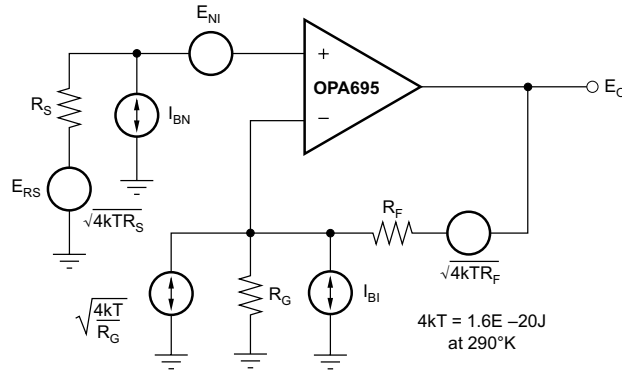 E_NI
+
OPA695
−
E_O
R_S
I_BN
E_RS
√4kTR_S
R_F
√4kTR_F
√4kT/R_G
R_G
I_BI
4kT = 1.6E –20J
at 290°K